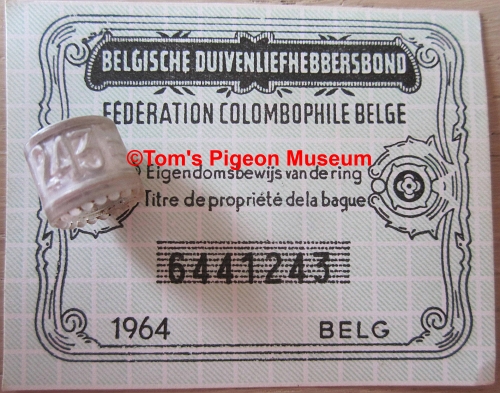 BELGISCHE DUIVENLIEFHEBBERSBOND
FÉDÉRATION COLOMBOPHILE BELGE
243
©Tom's Pigeon Museum
Eigendomsbewijs van de ring
Titre de propriété de la bague
6441243
1964 BELG